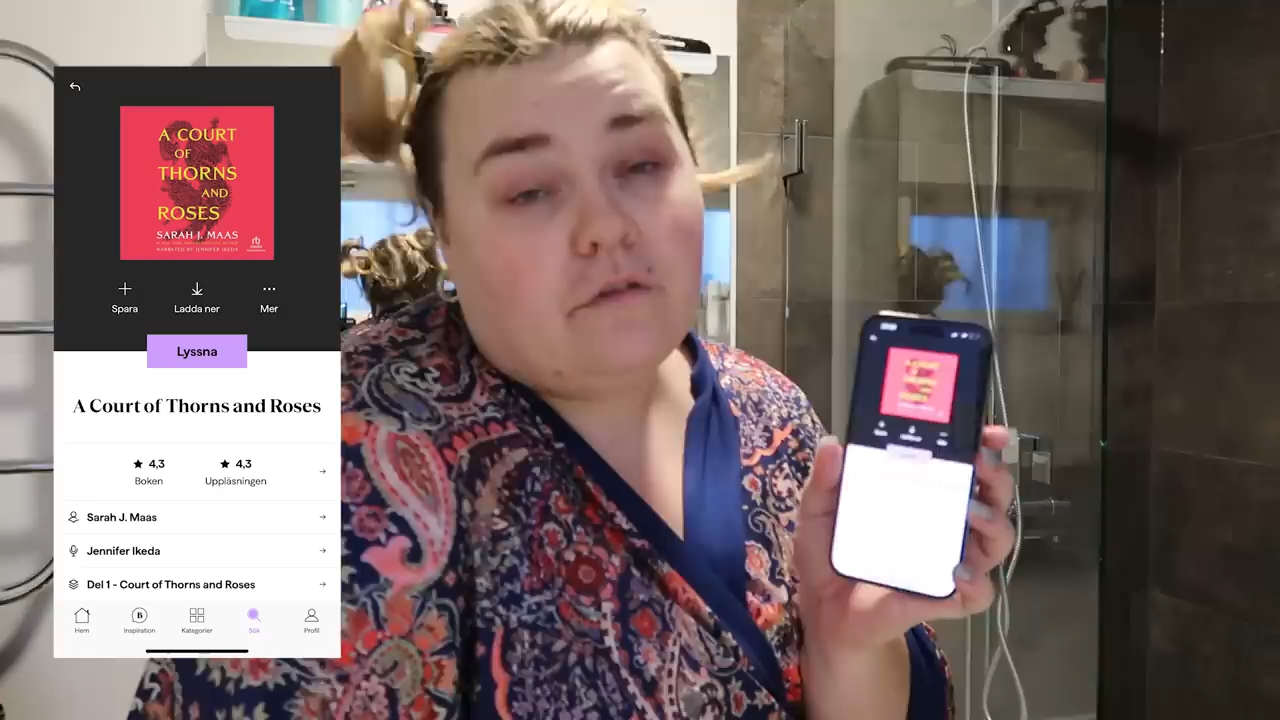 A COURT
OF
THORNS
AND
ROSES
SARAH J. MAAS
NARRATED BY JENNIFER IKEDA
Spara
Ladda ner
Mer
Lyssna
A Court of Thorns and Roses
4,3
4,3
Boken
Uppläsningen
Sarah J. Maas
Jennifer Ikeda
Del 1 - Court of Thorns and Roses
Hem
Inspiration
Kategorier
Sök
Profil